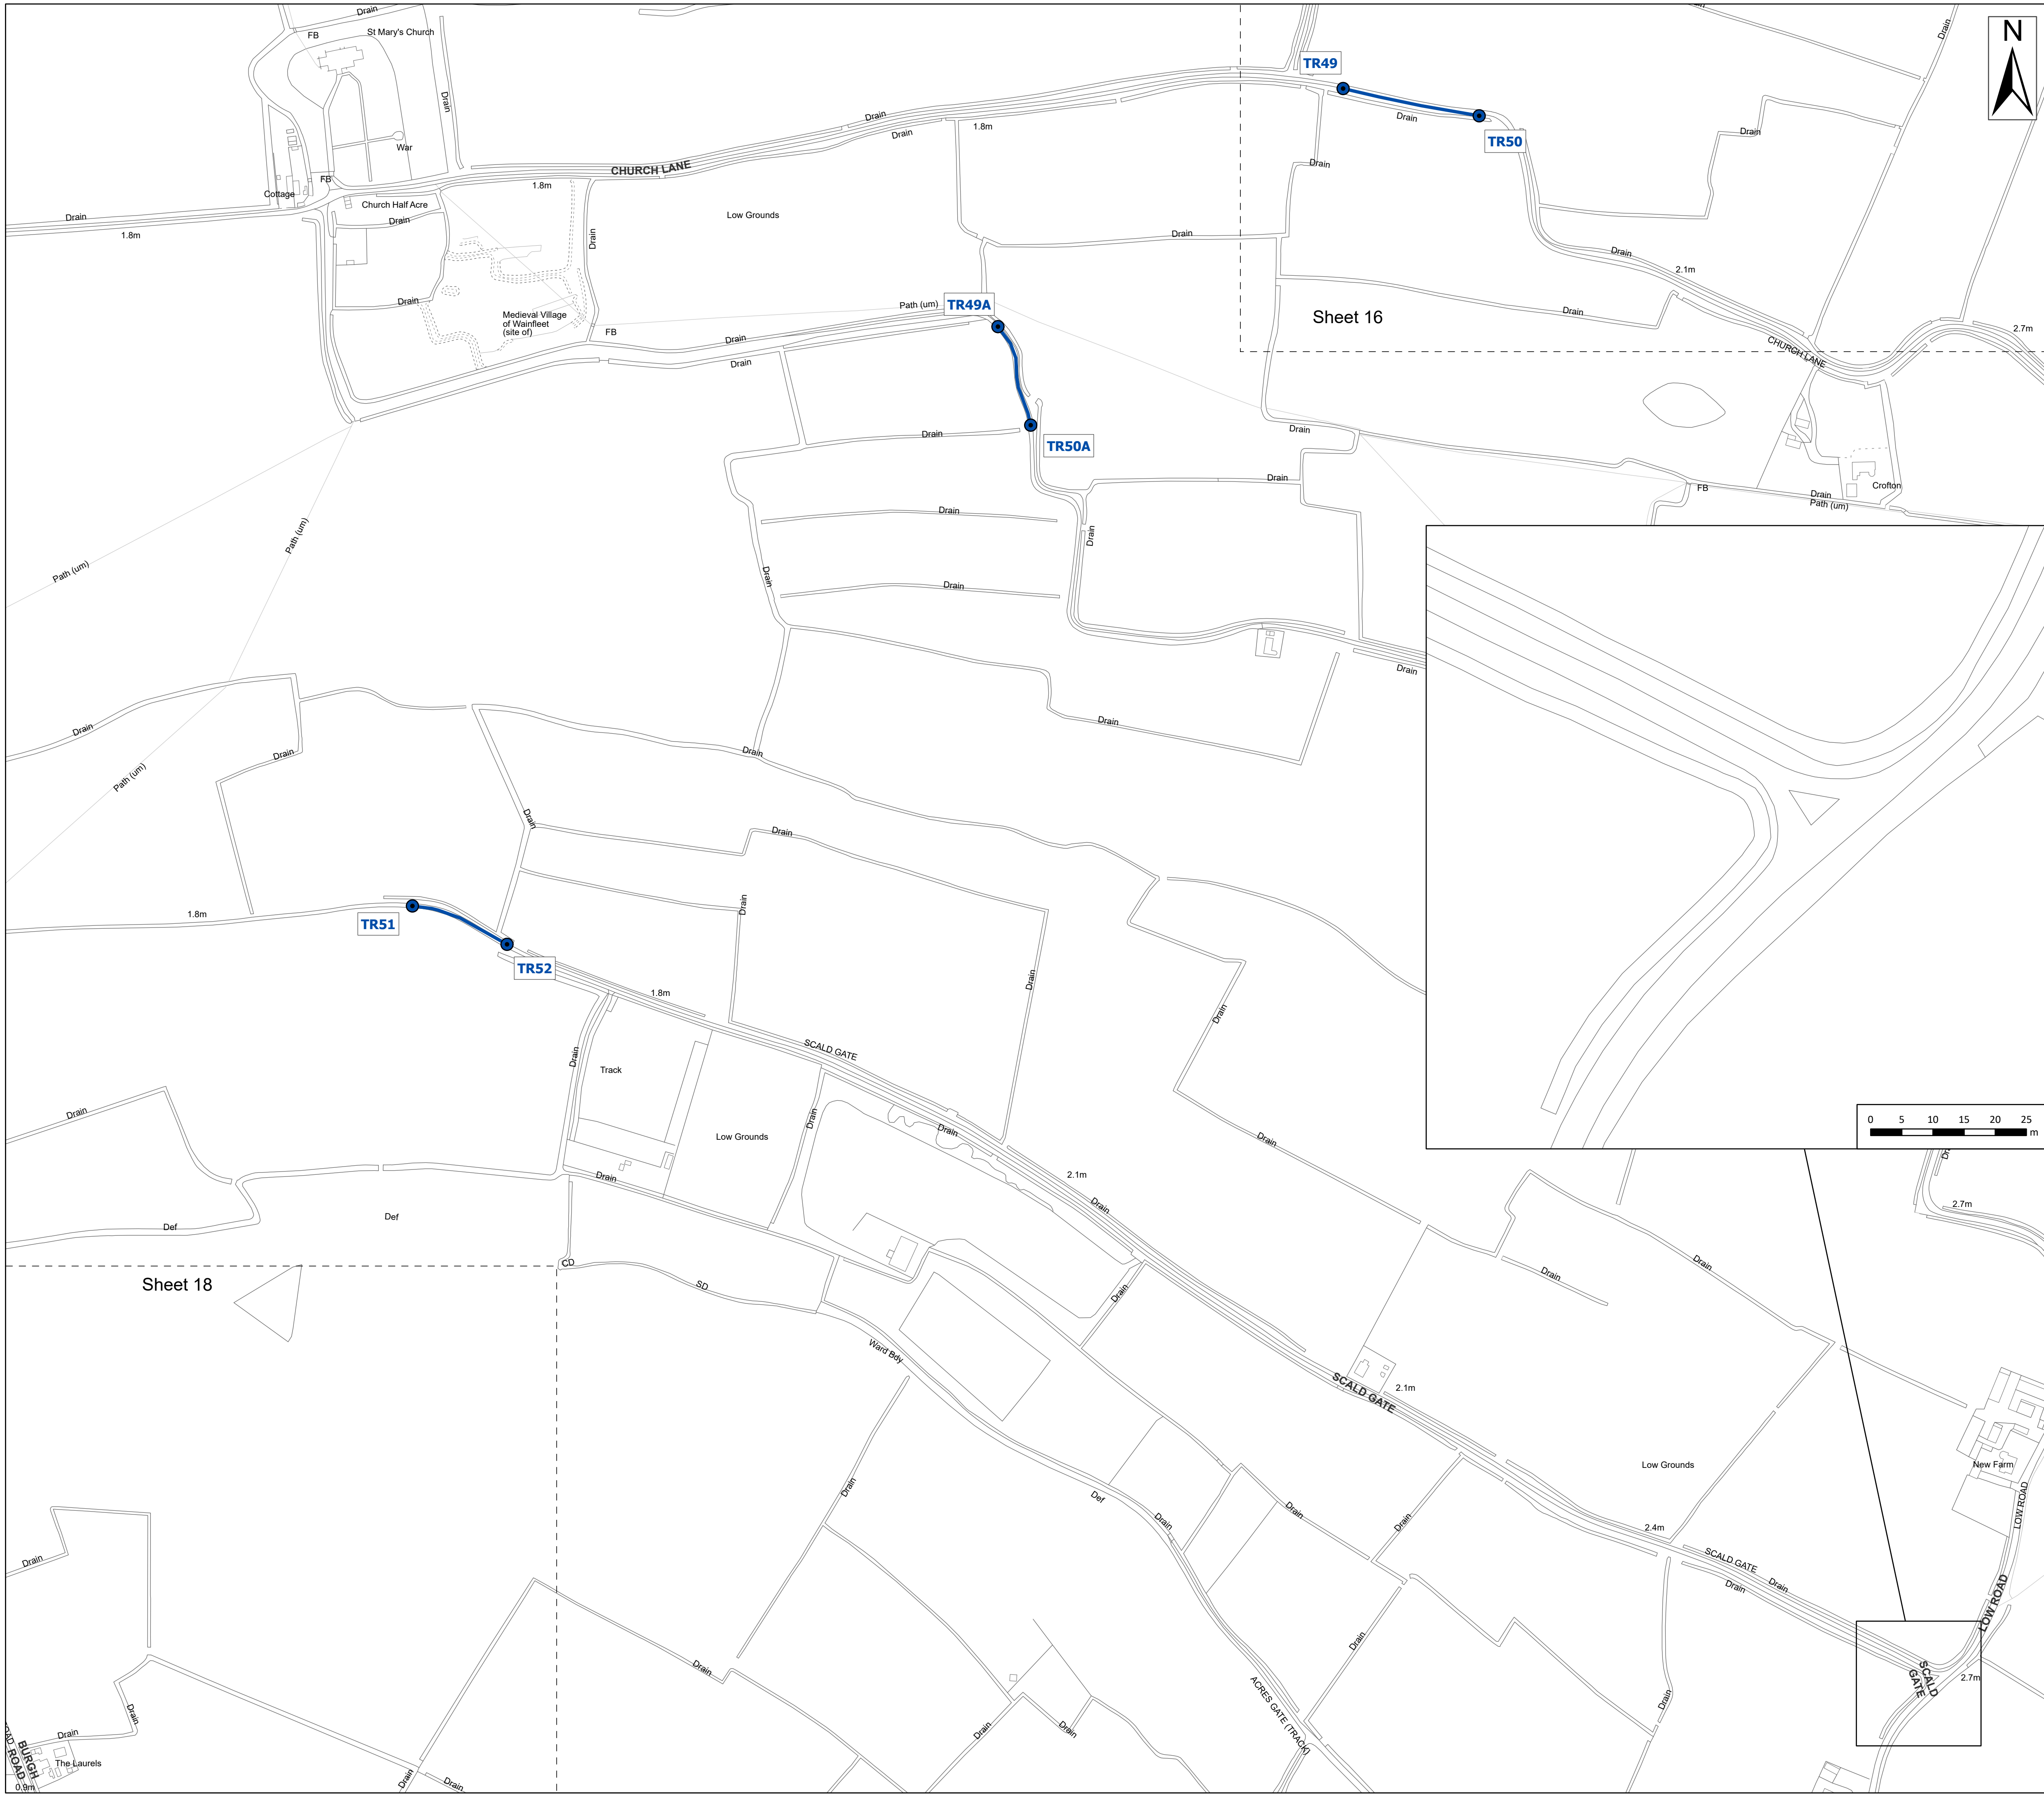 Drain
FB
St Mary's Church
Drain
N
TR49
Drain
Drain
Drain
1.8m
Drain
TR50
Drain
War
CHURCH LANE
Drain
FB
Cottage
1.8m
Church Half Acre
Drain
Drain
1.8m
Low Grounds
Drain
Drain
Drain
2.1m
Drain
TR49A
Path (um)
Drain
Sheet 16
Medieval Village
of Wainfleet
(site of)
FB
Drain
Drain
2.7m
CHURCH LANE
Drain
Drain
TR50A
Drain
Crofton
FB
Drain
Path (um)
Drain
Path (um)
Drain
Path (um)
Drain
Drain
Drain
Drain
Drain
Drain
Drain
Path (um)
Drain
Drain
Drain
1.8m
TR51
TR52
Drain
Drain
1.8m
Drain
SCALD GATE
Drain
Track
0 5 10 15 20 25
m
Drain
Drain
Low Grounds
Drain
Drain
Drain
2.1m
Drain
Def
Def
2.7m
Drain
Drain
CD
SD
Sheet 18
Drain
Ward Bdy
SCALD GATE
2.1m
Low Grounds
New Farm
LOW ROAD
Drain
Def
Drain
Drain
Drain
2.4m
SCALD GATE
Drain
Drain
LOW ROAD
Drain
Drain
Drain
SCALD
GATE
2.7m
ACRES GATE (TRACK)
Drain
Drain
Drain
Drain
Drain
BURGH
ROAD
The Laurels
0.9m
Drain
Drain